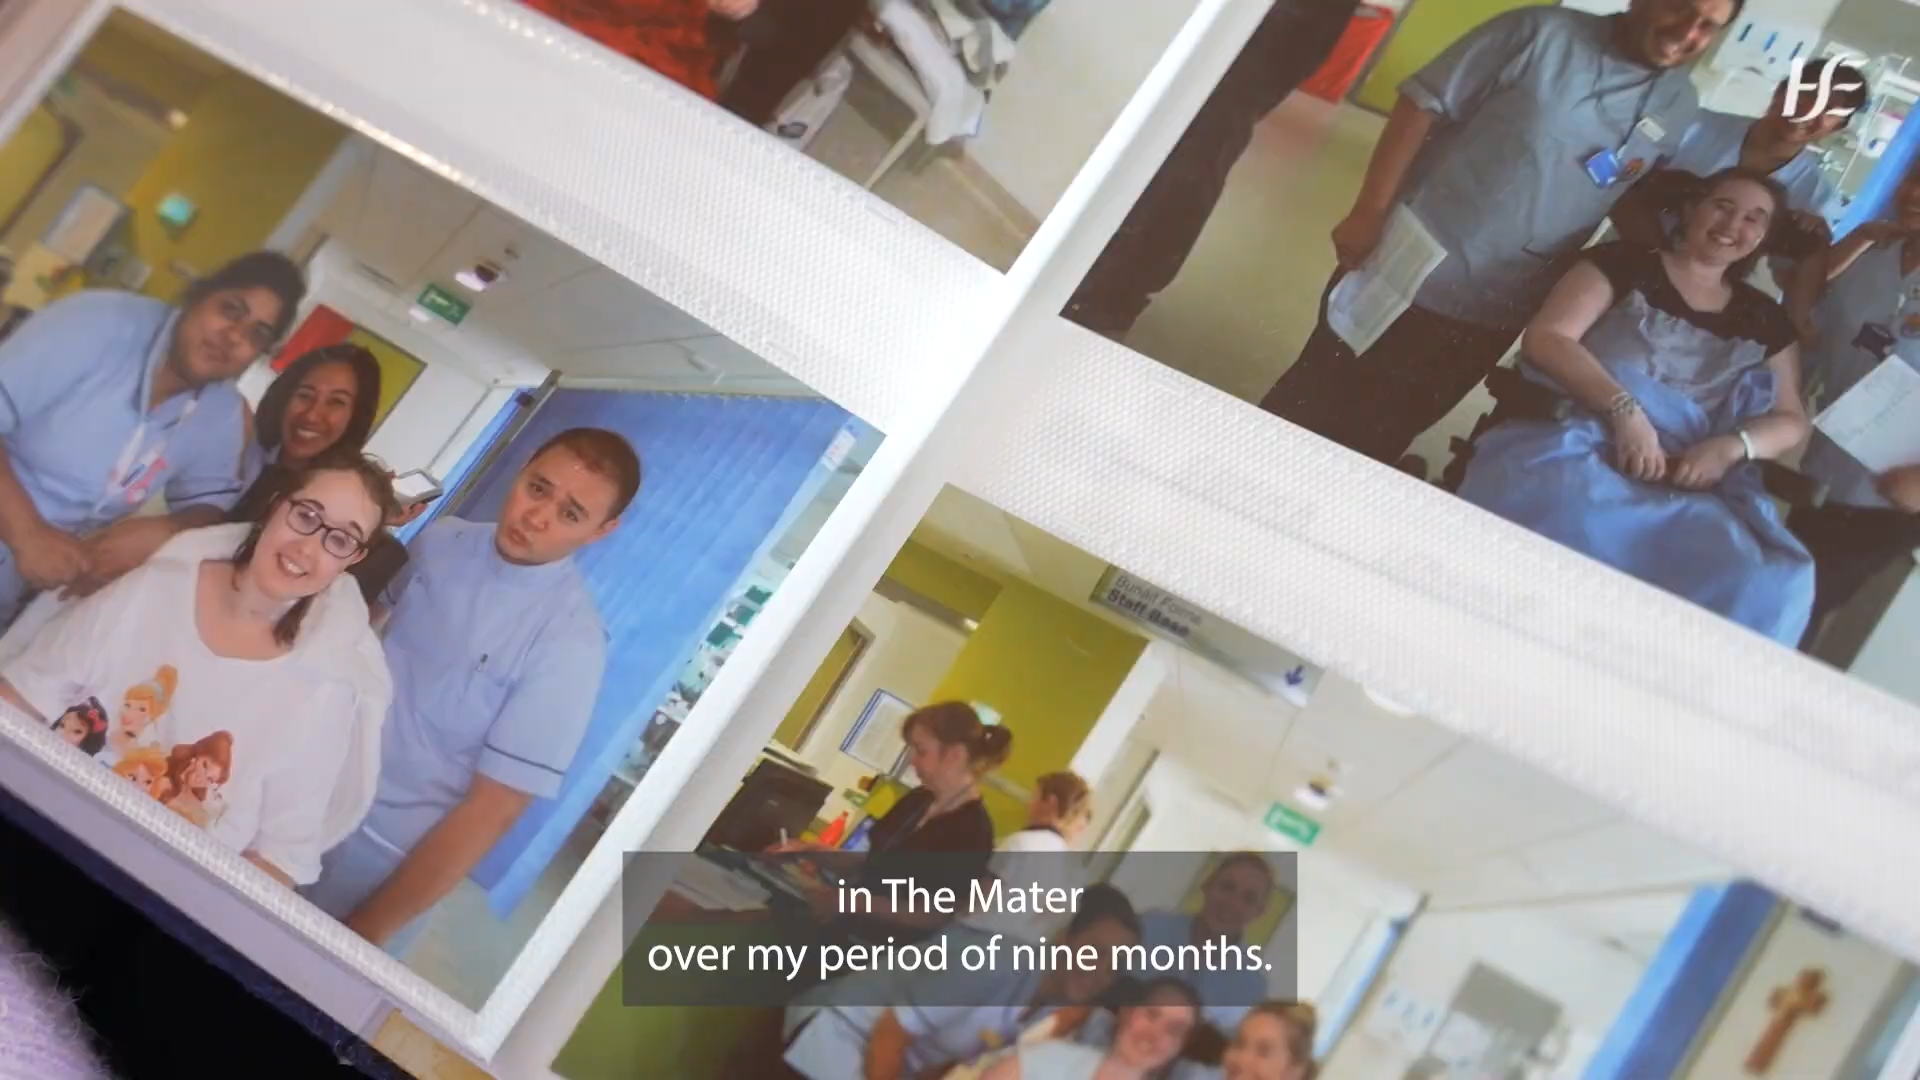 HSE
Staff Base
in The Mater
over my period of nine months.